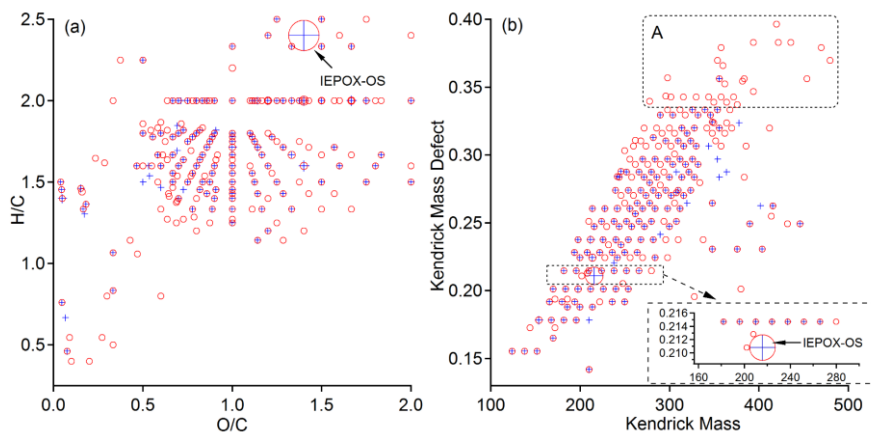 (a)
IEPOX-OS
2.5
2.0
1.5
1.0
0.5
H/C
0.0 0.5 1.0 1.5 2.0
O/C
(b)
A
0.40
0.35
0.30
0.25
0.20
0.15
Kendrick Mass Defect
0.216
0.214
0.212
0.210
IEPOX-OS
160 200 240 280
100 200 300 400 500
Kendrick Mass